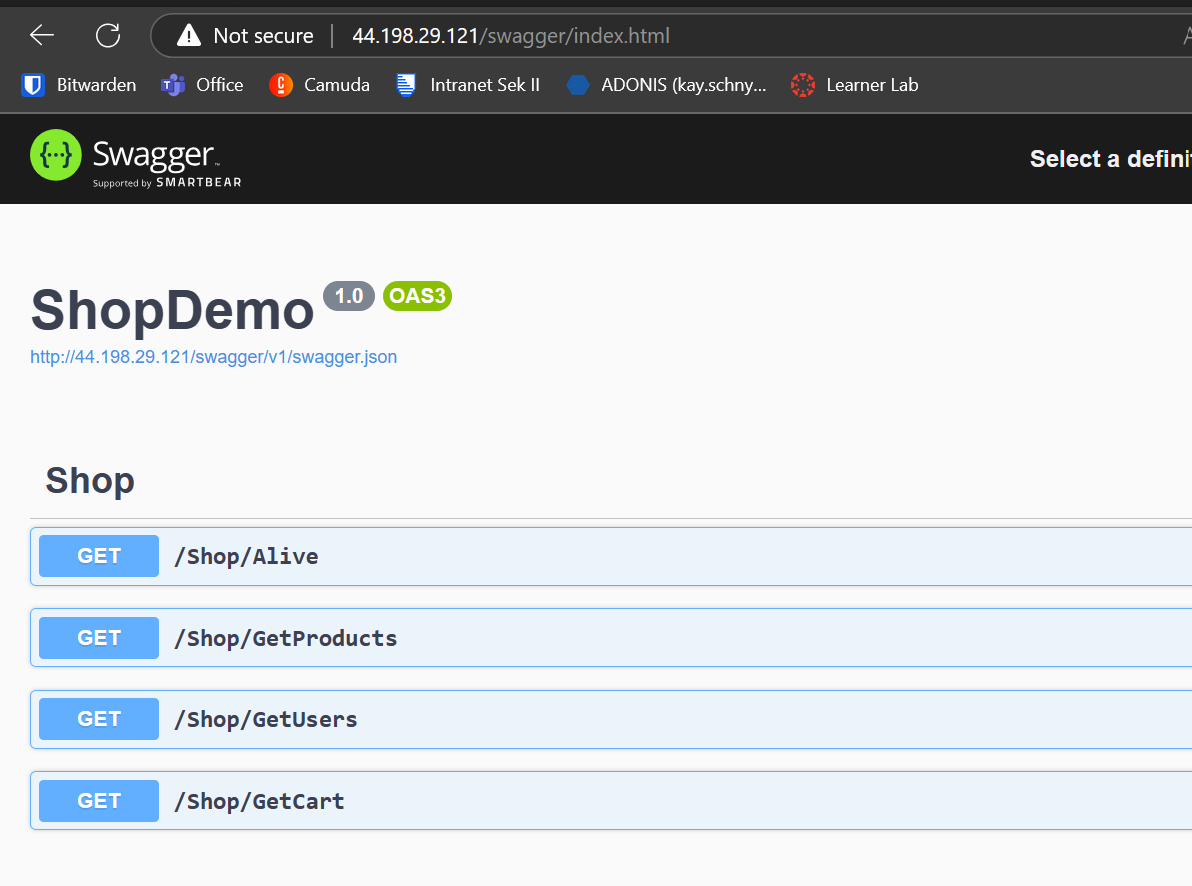 Not secure | 44.198.29.121/swagger/index.html
Bitwarden Office Camuda Intranet Sek II ADONIS (kay.schny... Learner Lab
{···} Swagger™ Select a defini
Supported by SMARTBEAR
ShopDemo 1.0 OAS3
http://44.198.29.121/swagger/v1/swagger.json
Shop
GET /Shop/Alive
GET /Shop/GetProducts
GET /Shop/GetUsers
GET /Shop/GetCart